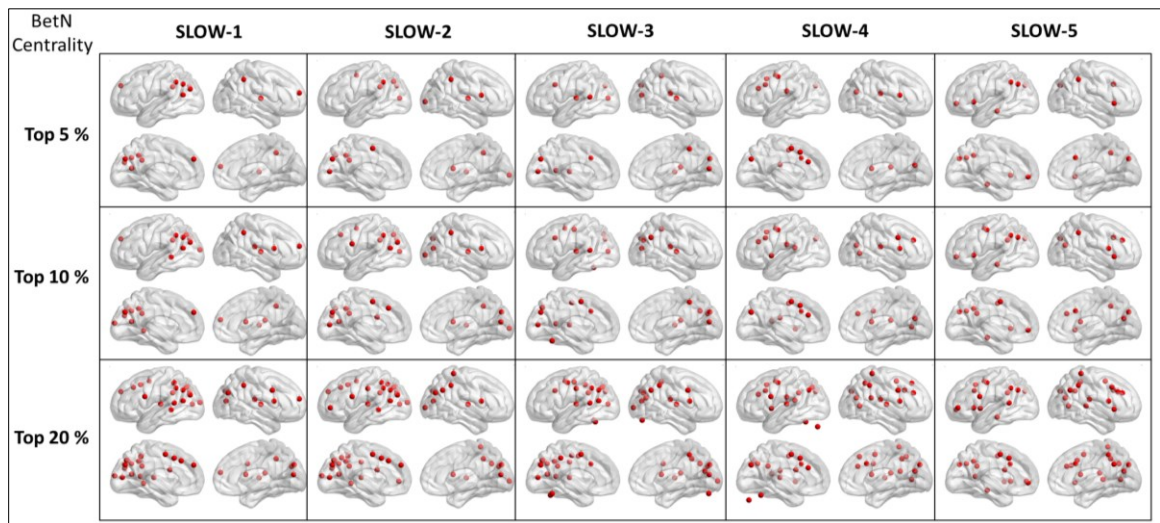 BetN
Centrality
SLOW-1
SLOW-2
SLOW-3
SLOW-4
SLOW-5
Top 5 %
Top 10 %
Top 20 %